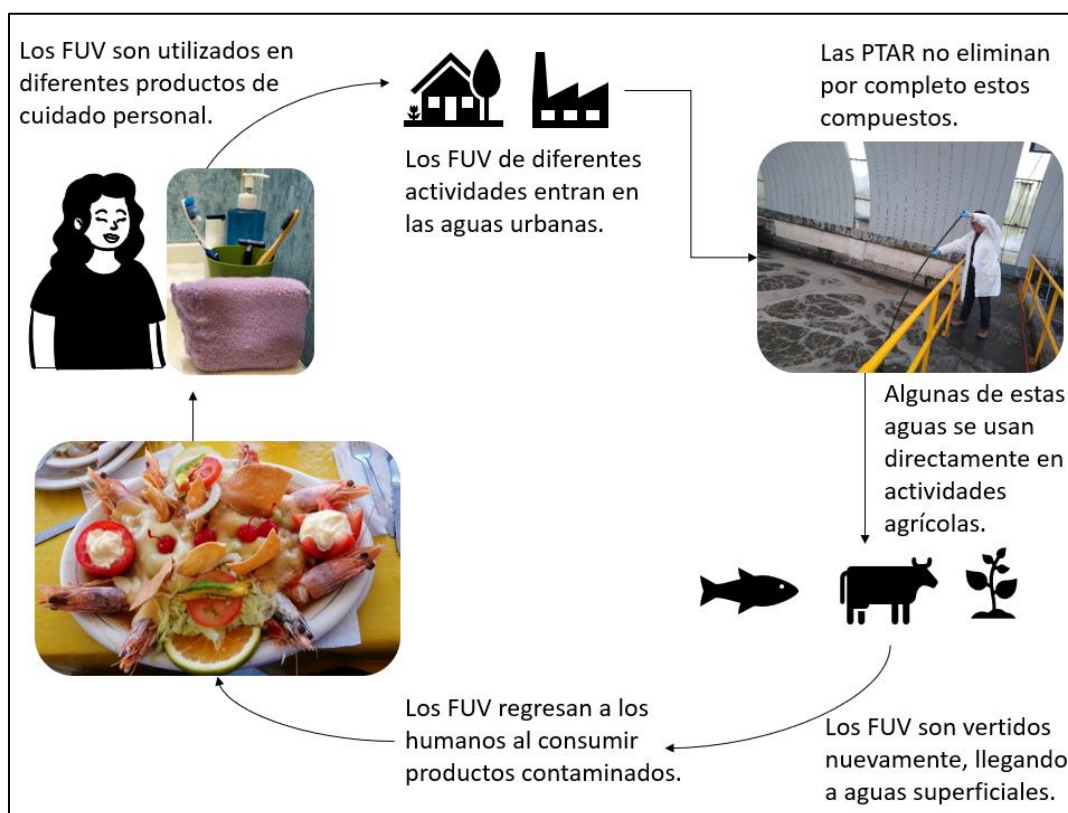 Los FUV son utilizados en
diferentes productos de
cuidado personal.
Los FUV de diferentes
actividades entran en
las aguas urbanas.
Las PTAR no eliminan
por completo estos
compuestos.
Algunas de estas
aguas se usan
directamente en
actividades
agrícolas.
Los FUV son vertidos
nuevamente, llegando
a aguas superficiales.
Los FUV regresan a los
humanos al consumir
productos contaminados.